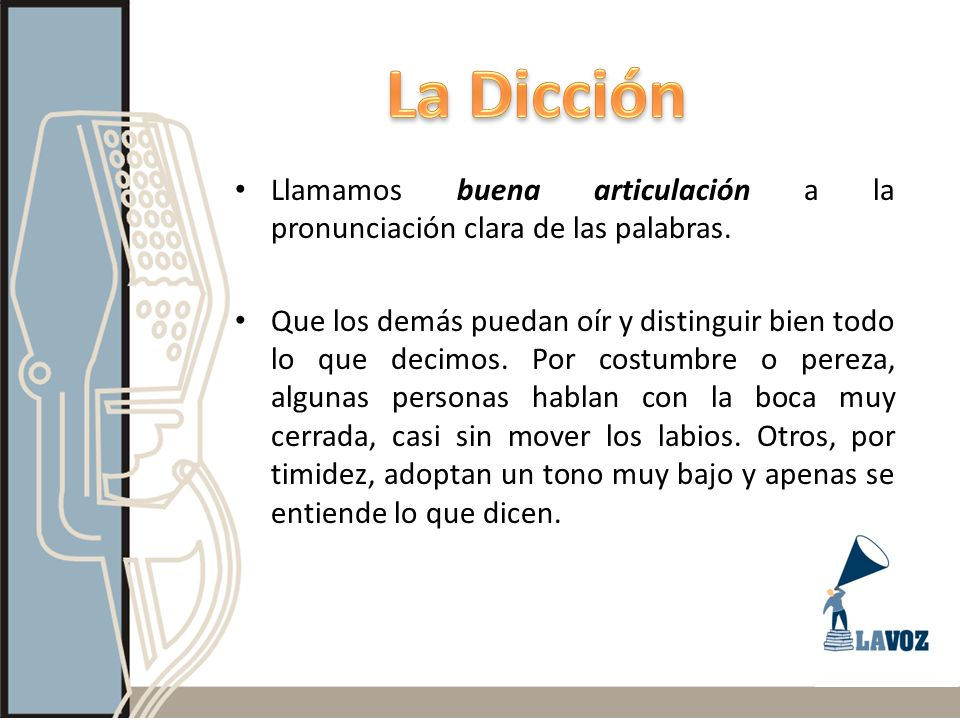 La Dicción
• Llamamos buena articulación a la
pronunciación clara de las palabras.
• Que los demás puedan oír y distinguir bien todo
lo que decimos. Por costumbre o pereza,
algunas personas hablan con la boca muy
cerrada, casi sin mover los labios. Otros, por
timidez, adoptan un tono muy bajo y apenas se
entiende lo que dicen.
LAVOZ